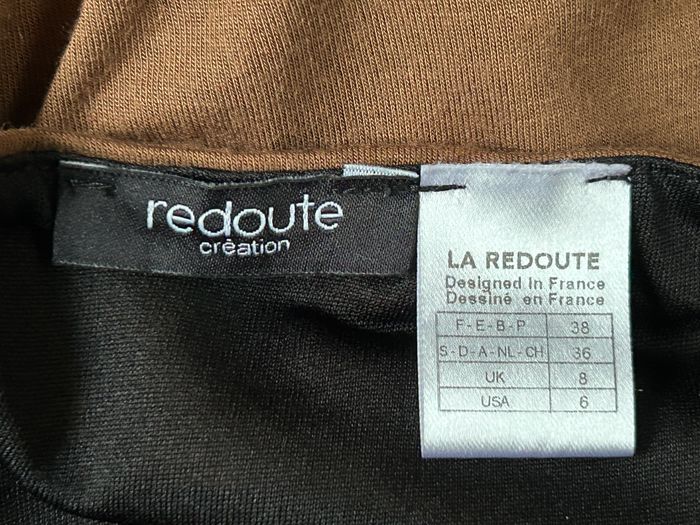 redoute
création
LA REDOUTE
Designed in France
Dessiné en France
F-E-B-P 38
S-D-A-NL-CH 36
UK 8
USA 6